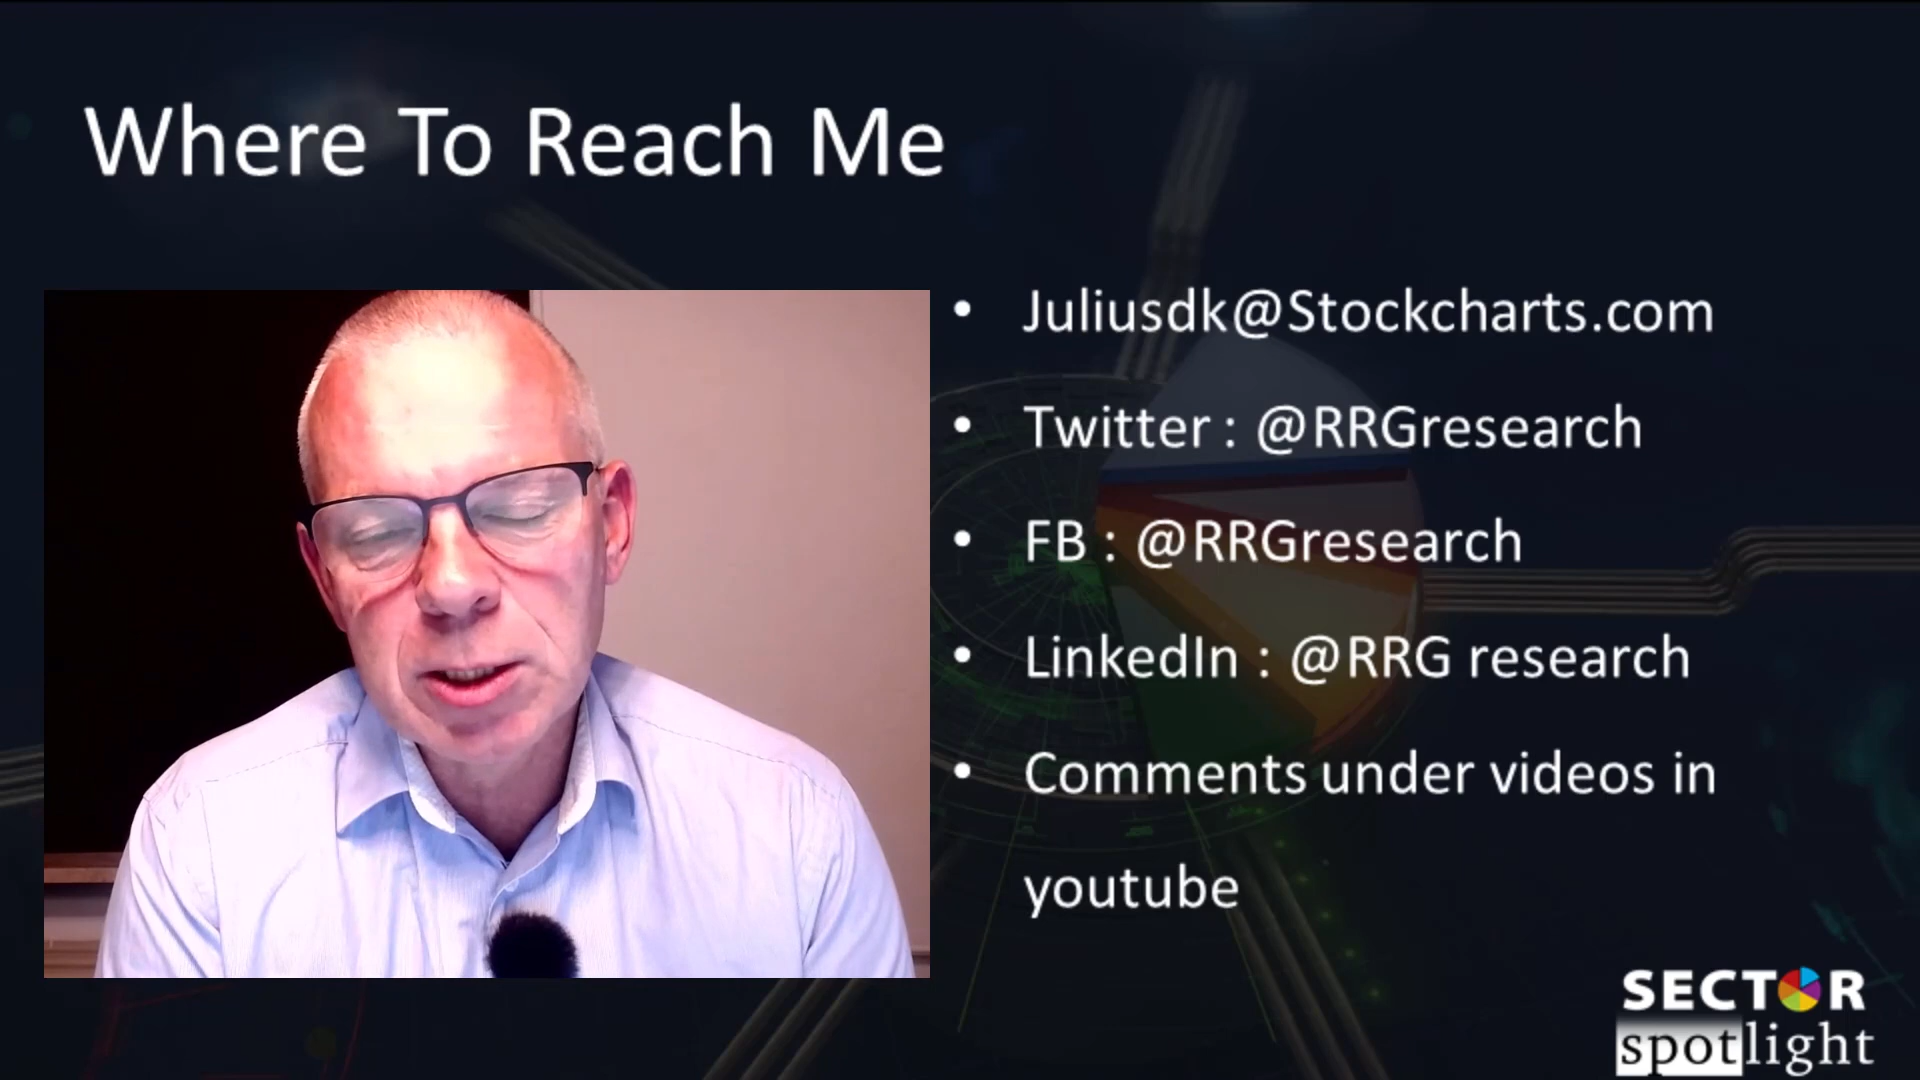 Where To Reach Me
• Juliusdk@Stockcharts.com
• Twitter : @RRGresearch
• FB : @RRGresearch
• LinkedIn : @RRG research
• Comments under videos in
youtube
SECTOR
spotlight